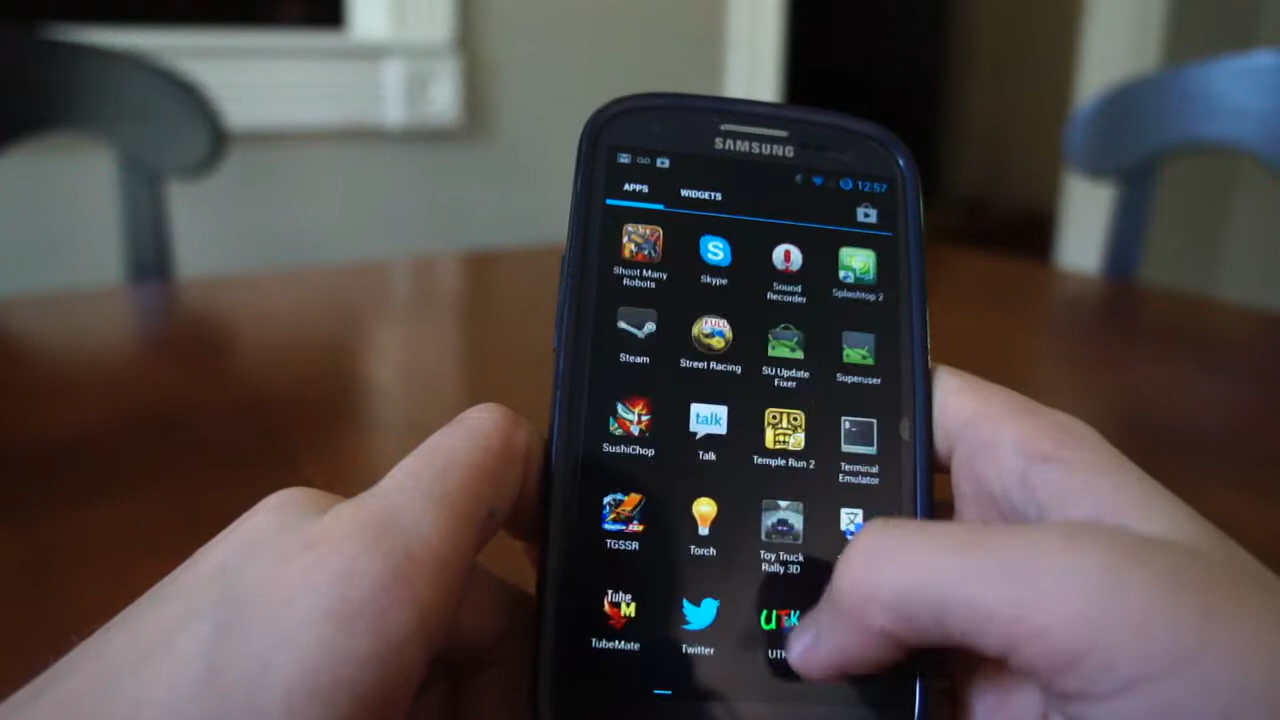 SAMSUNG
12:57
APPS WIDGETS
Shoot Many
Robots
S
Skype
Sound
Recorder
Splashtop 2
Steam
FULL
Street Racing
SU Update
Fixer
Superuser
SushiChop
talk
Talk
2
Temple Run 2
Terminal
Emulator
TGSSR
Torch
Toy Truck
Rally 3D
文
Tube
M
TubeMate
Twitter
UTK